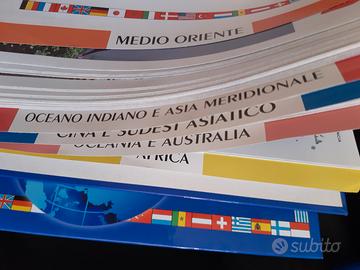 MEDIO ORIENTE
OCEANO INDIANO E ASIA MERIDIONALE
CINA E SUDEST ASIATICO
OCEANIA E AUSTRALIA
AFRICA
subito